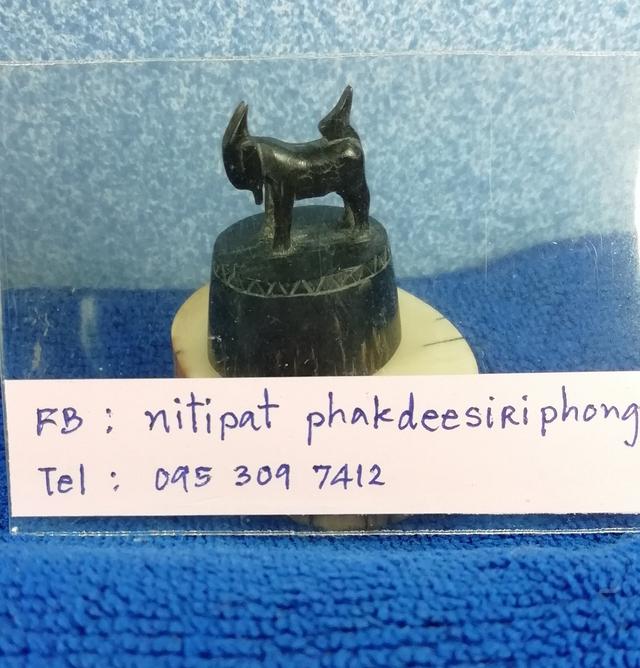 FB : nitipat phakdeesiriphong
Tel : 095 309 7412